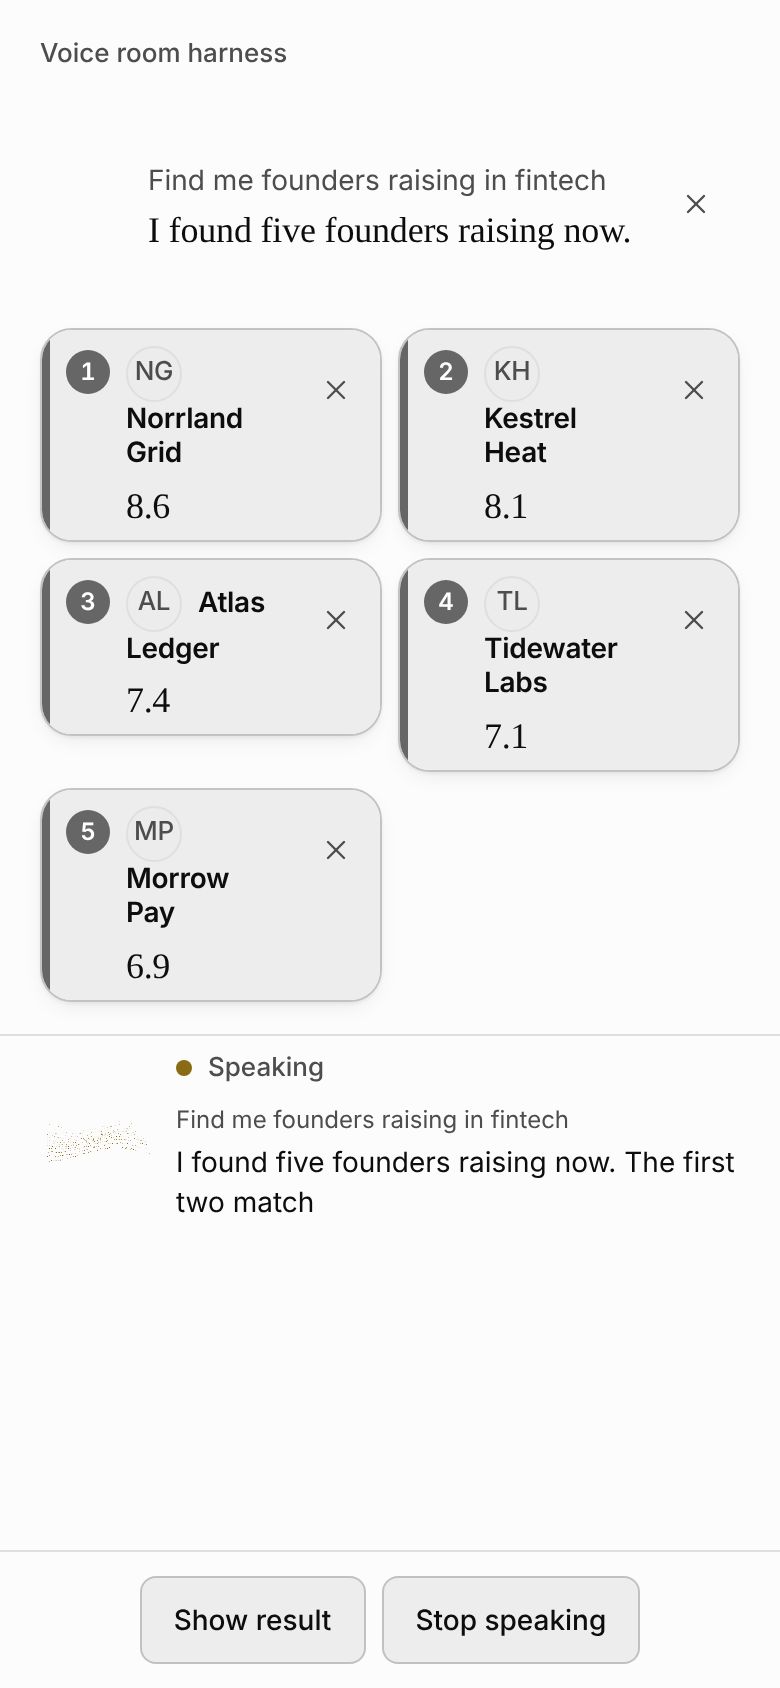 Voice room harness
Find me founders raising in fintech
I found five founders raising now.
1 NG
Norrland
Grid
8.6
2 KH
Kestrel
Heat
8.1
3 AL Atlas
Ledger
7.4
4 TL
Tidewater
Labs
7.1
5 MP
Morrow
Pay
6.9
Speaking
Find me founders raising in fintech
I found five founders raising now. The first
two match
Show result
Stop speaking